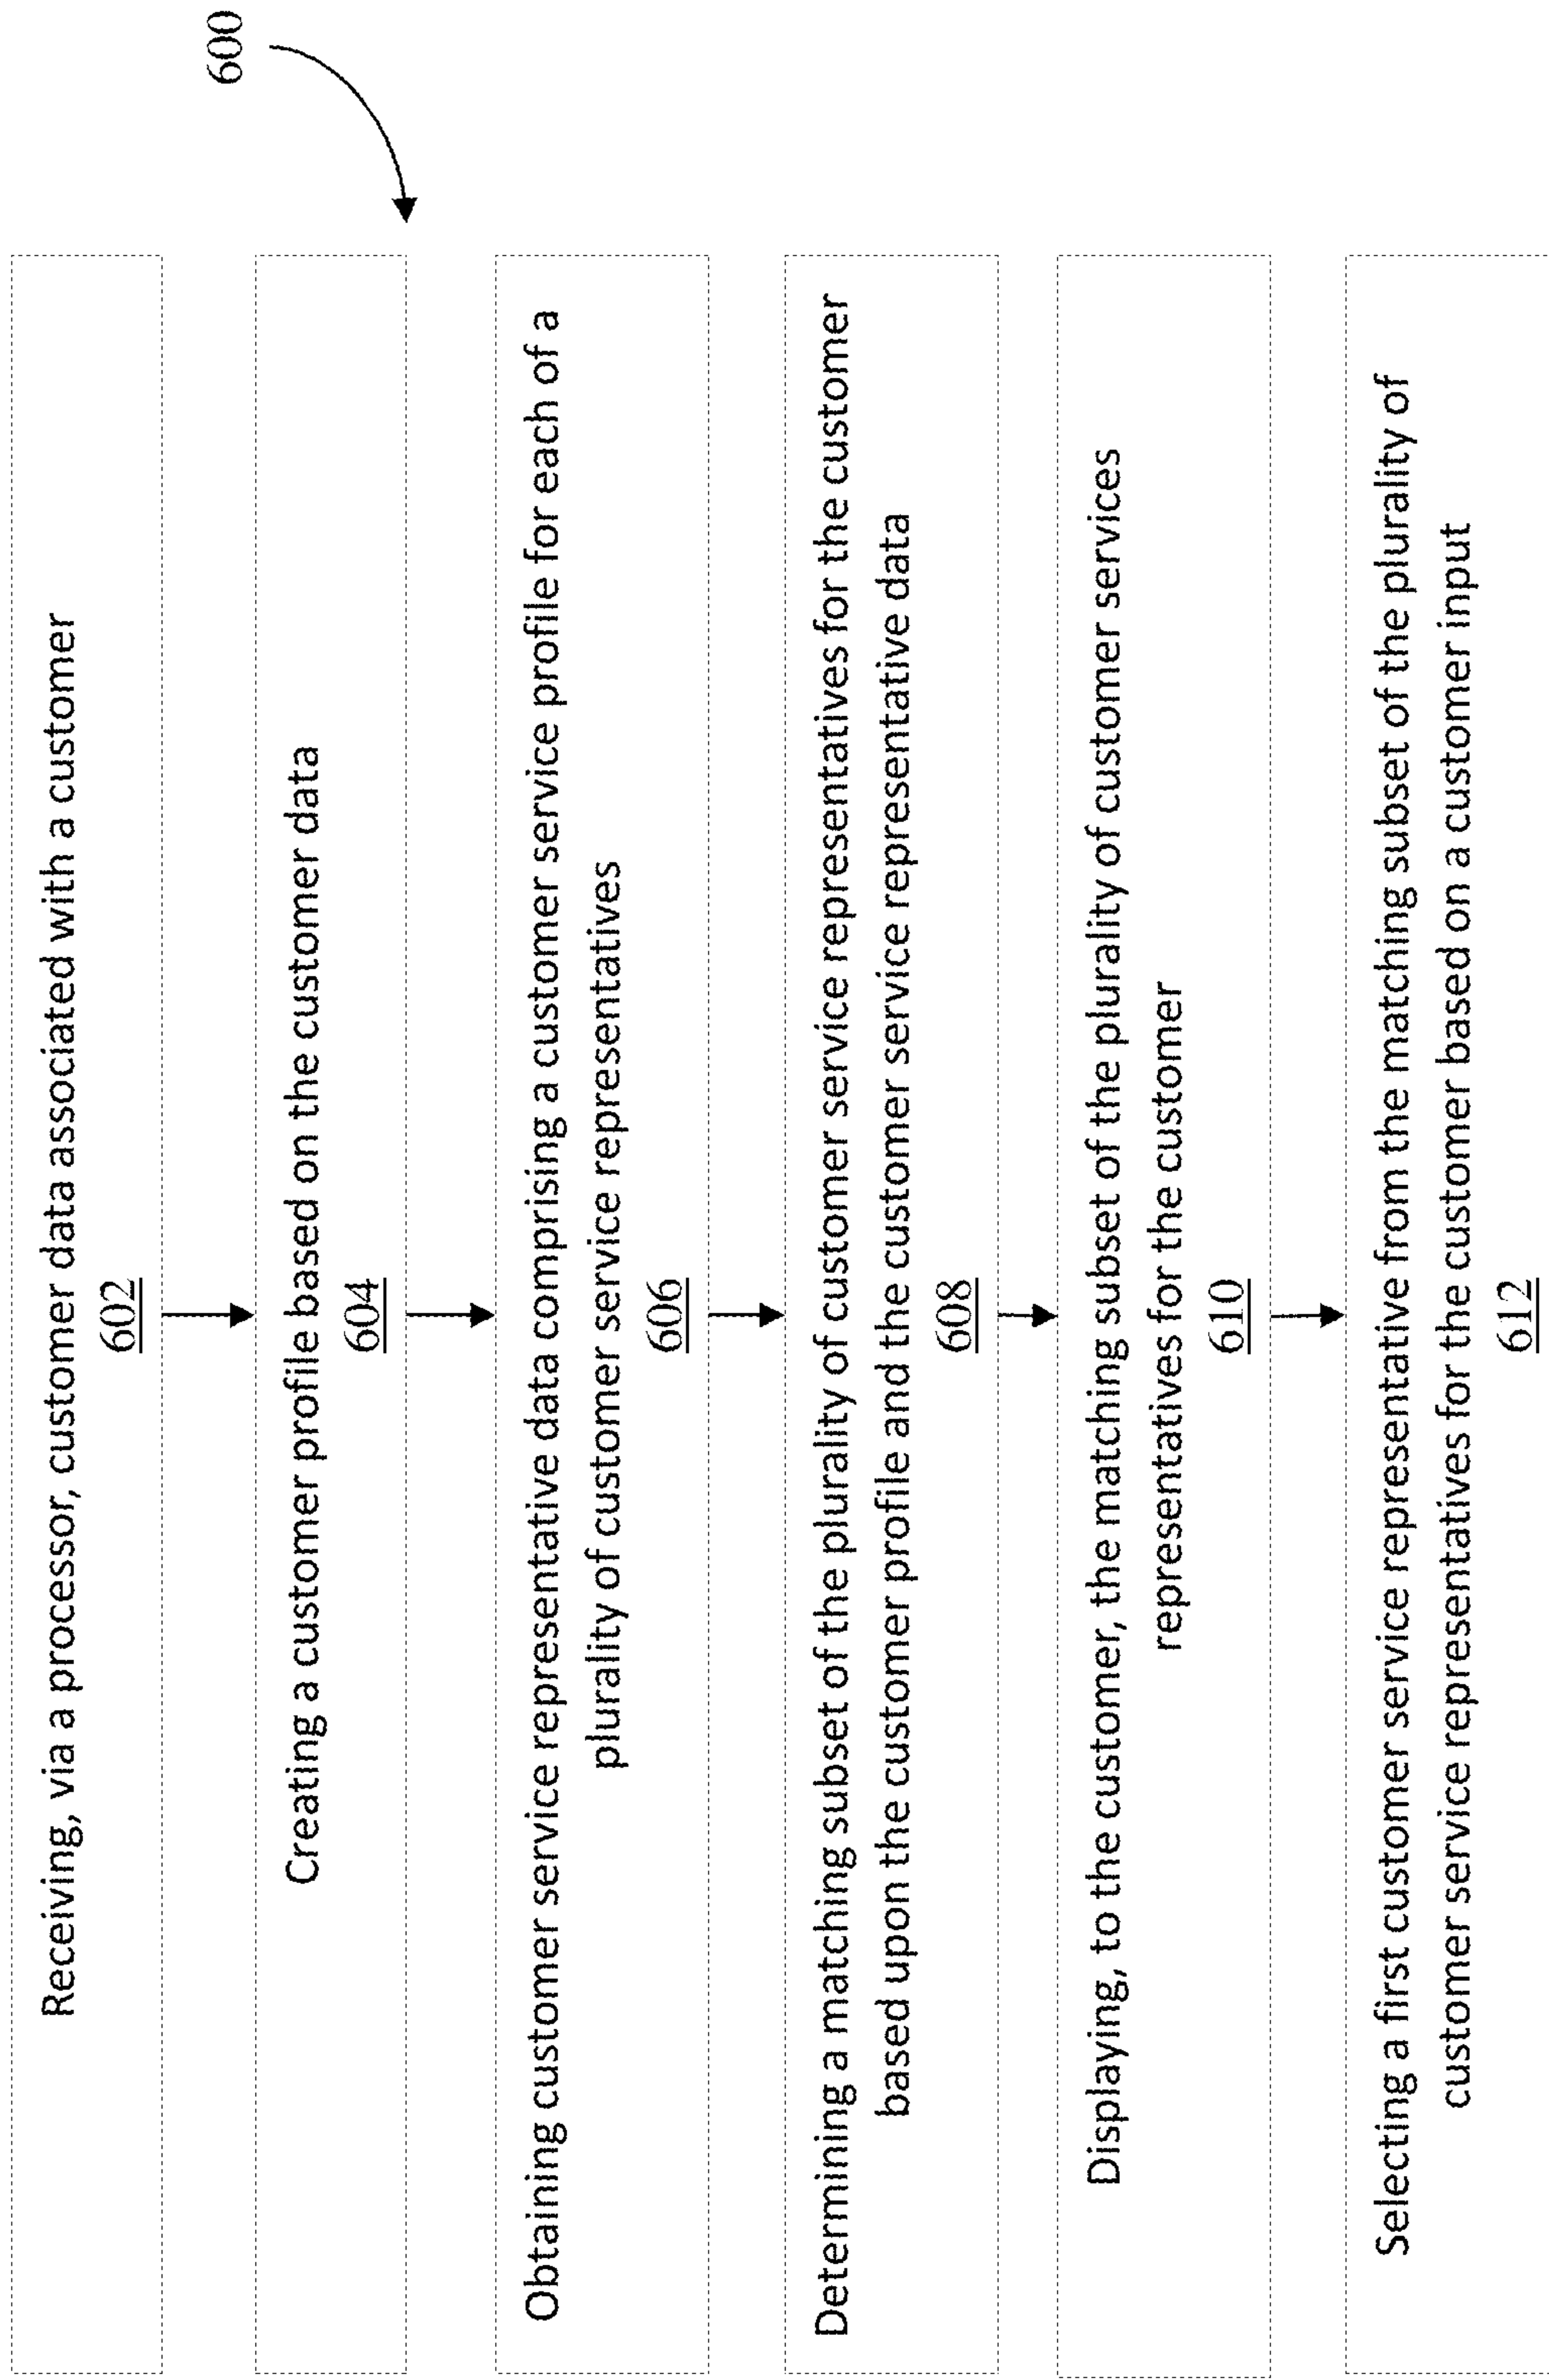 600
Receiving, via a processor, customer data associated with a customer
602
Creating a customer profile based on the customer data
604
Obtaining customer service representative data comprising a customer service profile for each of a
plurality of customer service representatives
606
Determining a matching subset of the plurality of customer service representatives for the customer
based upon the customer profile and the customer service representative data
608
Displaying, to the customer, the matching subset of the plurality of customer services
representatives for the customer
610
Selecting a first customer service representative from the matching subset of the plurality of
customer service representatives for the customer based on a customer input
612